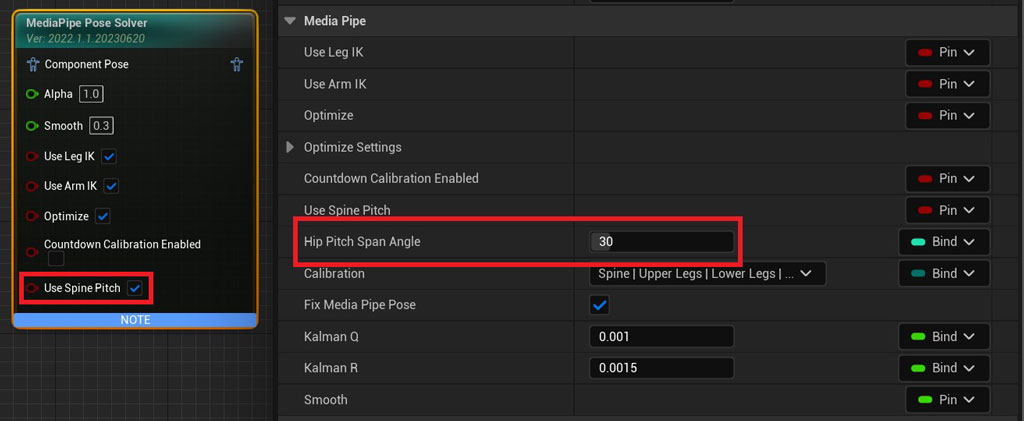 MediaPipe Pose Solver
Ver: 2022.1.1.20230620
Component Pose
Alpha 1.0
Smooth 0.3
Use Leg IK
Use Arm IK
Optimize
Countdown Calibration Enabled
Use Spine Pitch
NOTE
Media Pipe
Use Leg IK Pin
Use Arm IK Pin
Optimize Pin
Optimize Settings
Countdown Calibration Enabled Pin
Use Spine Pitch Pin
Hip Pitch Span Angle 30 Bind
Calibration Spine | Upper Legs | Lower Legs | ... Bind
Fix Media Pipe Pose
Kalman Q 0.001 Bind
Kalman R 0.0015 Bind
Smooth Pin